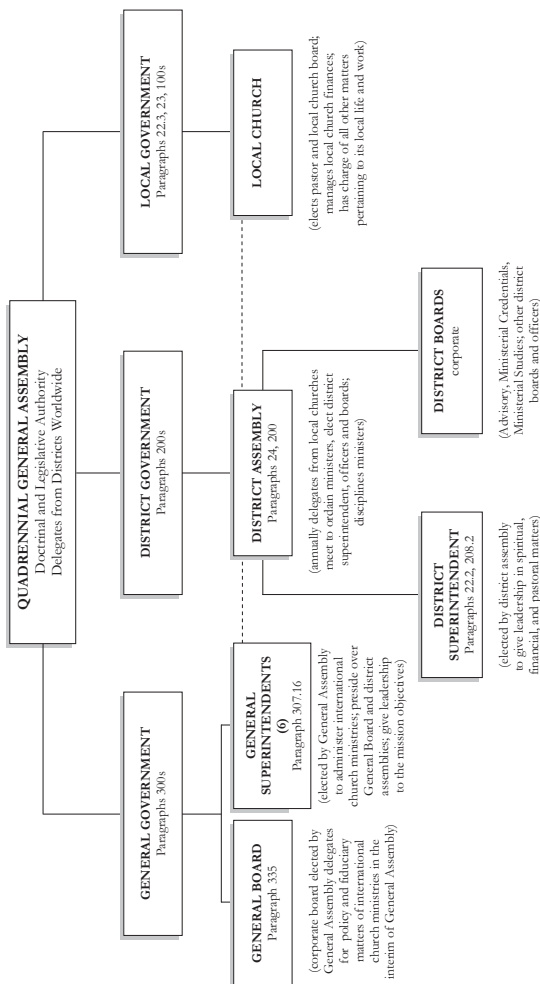 QUADRENNIAL GENERAL ASSEMBLY
Doctrinal and Legislative Authority
Delegates from Districts Worldwide
GENERAL GOVERNMENT
Paragraphs 300s
DISTRICT GOVERNMENT
Paragraphs 200s
LOCAL GOVERNMENT
Paragraphs 22.3, 23, 100s
GENERAL BOARD
Paragraph 335
(corporate board elected by
General Assembly delegates
for policy and fiduciary
matters of international
church ministries in the
interim of General Assembly)
GENERAL
SUPERINTENDENTS
(6)
Paragraph 307.16
(elected by General Assembly
to administer international
church ministries; preside over
General Board and district
assemblies; give leadership
to the mission objectives)
DISTRICT ASSEMBLY
Paragraphs 24, 200
(annually delegates from local churches
meet to ordain ministers, elect district
superintendent, officers and boards;
disciplines ministers)
LOCAL CHURCH
(elects pastor and local church board;
manages local church finances;
has charge of all other matters
pertaining to its local life and work)
DISTRICT
SUPERINTENDENT
Paragraphs 22.2, 208.2
(elected by district assembly
to give leadership in spiritual,
financial, and pastoral matters)
DISTRICT BOARDS
corporate
(Advisory, Ministerial Credentials,
Ministerial Studies; other district
boards and officers)